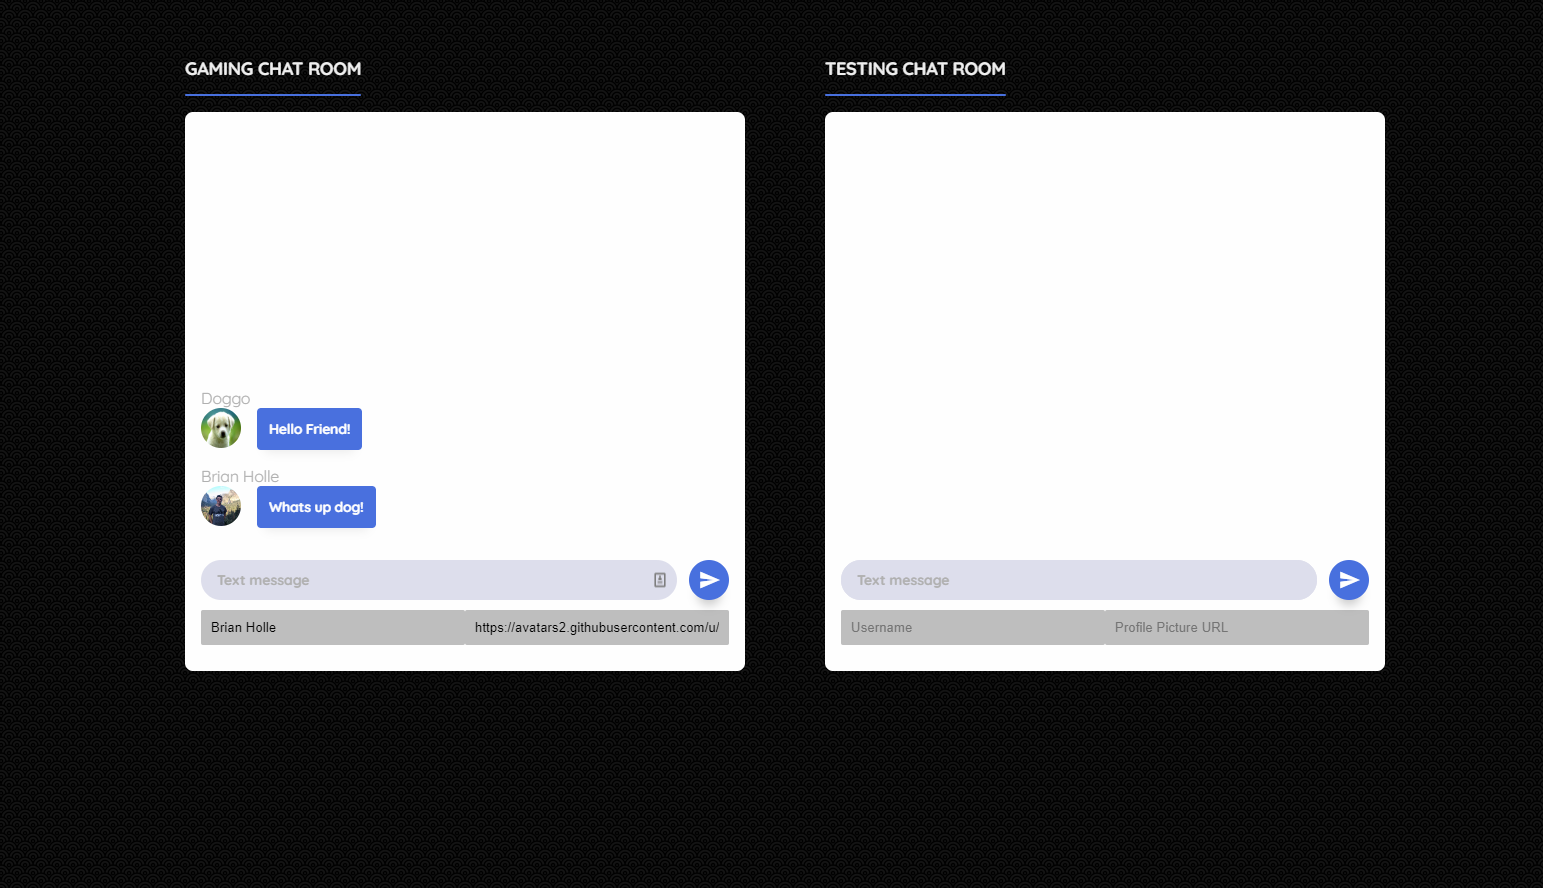 GAMING CHAT ROOM
Doggo
Hello Friend!
Brian Holle
Whats up dog!
Text message
Brian Holle
https://avatars2.githubusercontent.com/u/
TESTING CHAT ROOM
Text message
Username
Profile Picture URL